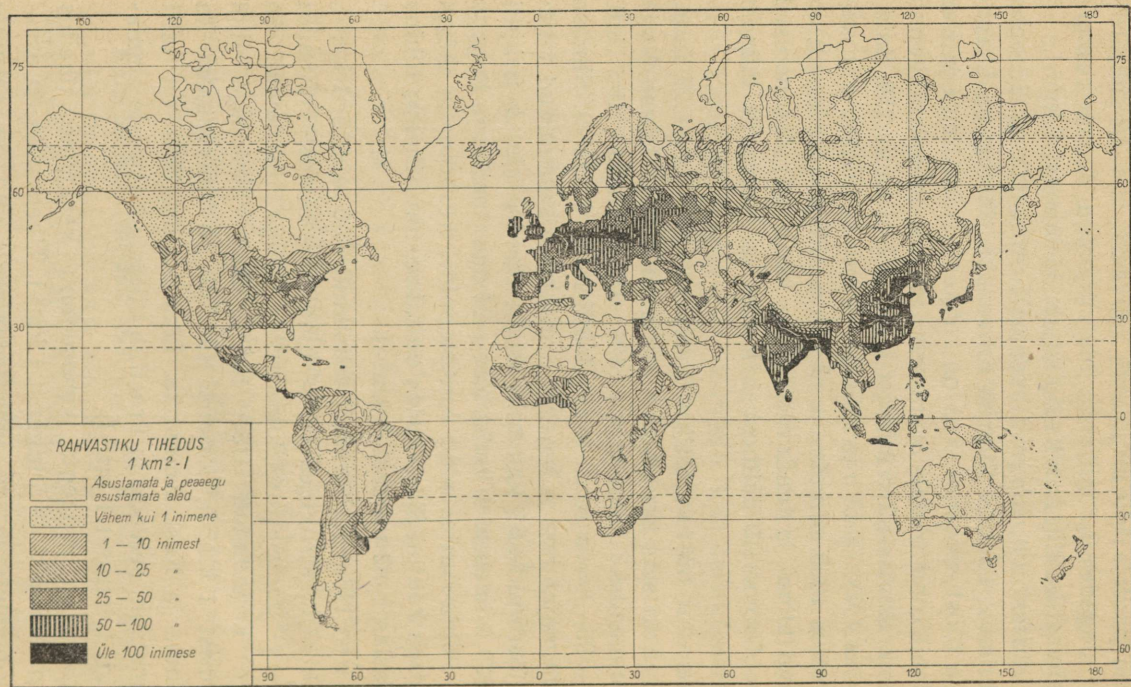 150 120 90 60 30 0 30 60 90 120 150 180
75 75
60 60
30 30
0 0
30
60
RAHVASTIKU TIHEDUS
1 km²-l
Asustamata ja peaaegu
asustamata alad
Vähem kui 1 inimene
1 — 10 inimest
10 — 25 "
25 — 50 "
50 — 100 "
Üle 100 inimese
90 60 30 0 30 60 90 120 150 180